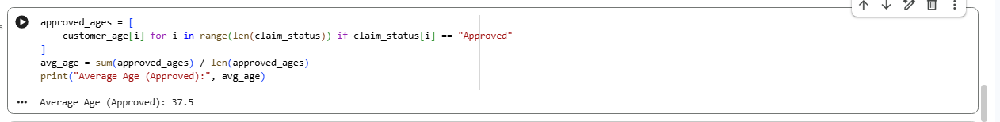 approved_ages = [
    customer_age[i] for i in range(len(claim_status)) if claim_status[i] == "Approved"
]
avg_age = sum(approved_ages) / len(approved_ages)
print("Average Age (Approved):", avg_age)
Average Age (Approved): 37.5